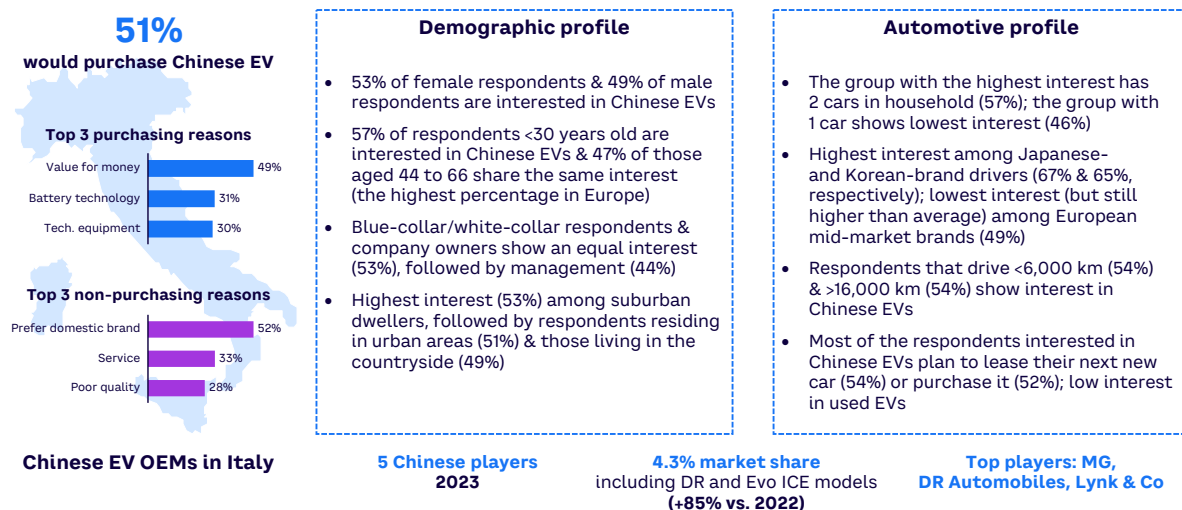 51%
would purchase Chinese EV
Top 3 purchasing reasons
Value for money 49%
Battery technology 31%
Tech. equipment 30%
Top 3 non-purchasing reasons
Prefer domestic brand 52%
Service 33%
Poor quality 28%
Demographic profile
• 53% of female respondents & 49% of male
respondents are interested in Chinese EVs
• 57% of respondents <30 years old are
interested in Chinese EVs & 47% of those
aged 44 to 66 share the same interest
(the highest percentage in Europe)
• Blue-collar/white-collar respondents &
company owners show an equal interest
(53%), followed by management (44%)
• Highest interest (53%) among suburban
dwellers, followed by respondents residing
in urban areas (51%) & those living in the
countryside (49%)
Automotive profile
• The group with the highest interest has
2 cars in household (57%); the group with
1 car shows lowest interest (46%)
• Highest interest among Japanese-
and Korean-brand drivers (67% & 65%,
respectively); lowest interest (but still
higher than average) among European
mid-market brands (49%)
• Respondents that drive <6,000 km (54%)
& >16,000 km (54%) show interest in
Chinese EVs
• Most of the respondents interested in
Chinese EVs plan to lease their next new
car (54%) or purchase it (52%); low interest
in used EVs
Chinese EV OEMs in Italy
5 Chinese players
2023
4.3% market share
including DR and Evo ICE models
(+85% vs. 2022)
Top players: MG,
DR Automobiles, Lynk & Co